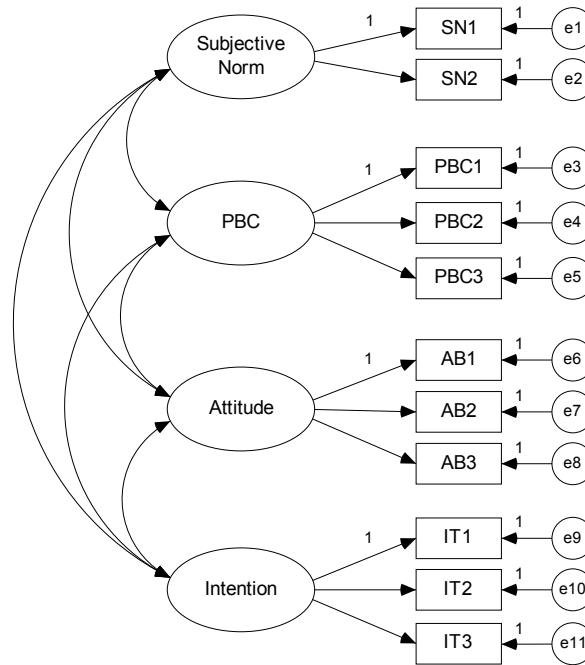 1
SN1
1
e1
Subjective
Norm
SN2
1
e2
1
PBC1
1
e3
PBC
PBC2
1
e4
PBC3
1
e5
1
AB1
1
e6
Attitude
AB2
1
e7
AB3
1
e8
1
IT1
1
e9
Intention
IT2
1
e10
IT3
1
e11